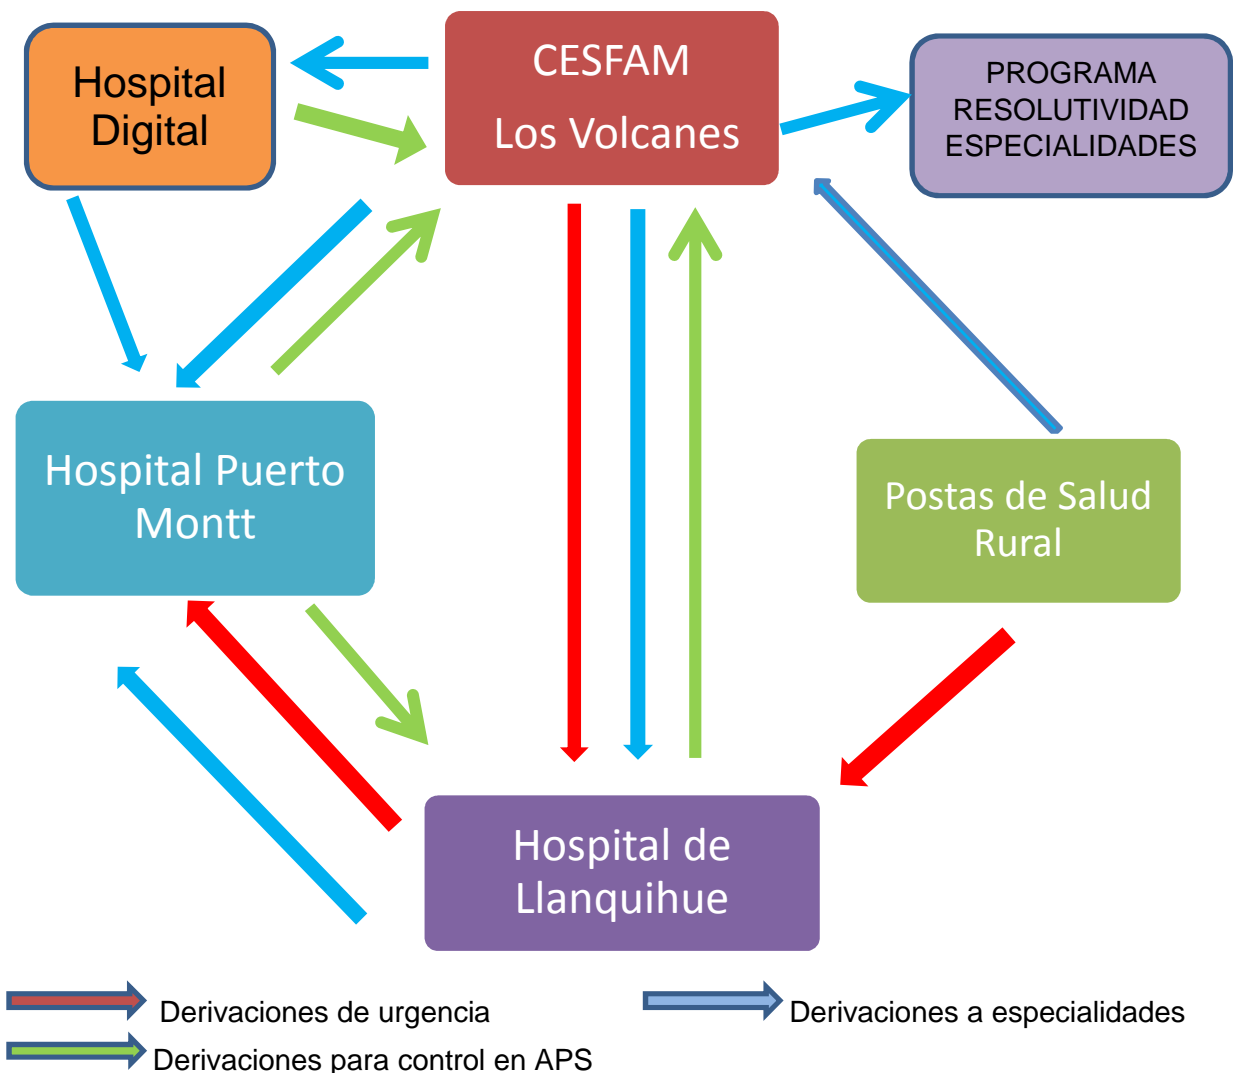 Hospital
Digital
CESFAM
Los Volcanes
PROGRAMA
RESOLUTIVIDAD
ESPECIALIDADES
Hospital Puerto
Montt
Postas de Salud
Rural
Hospital de
Llanquihue
Derivaciones de urgencia
Derivaciones a especialidades
Derivaciones para control en APS